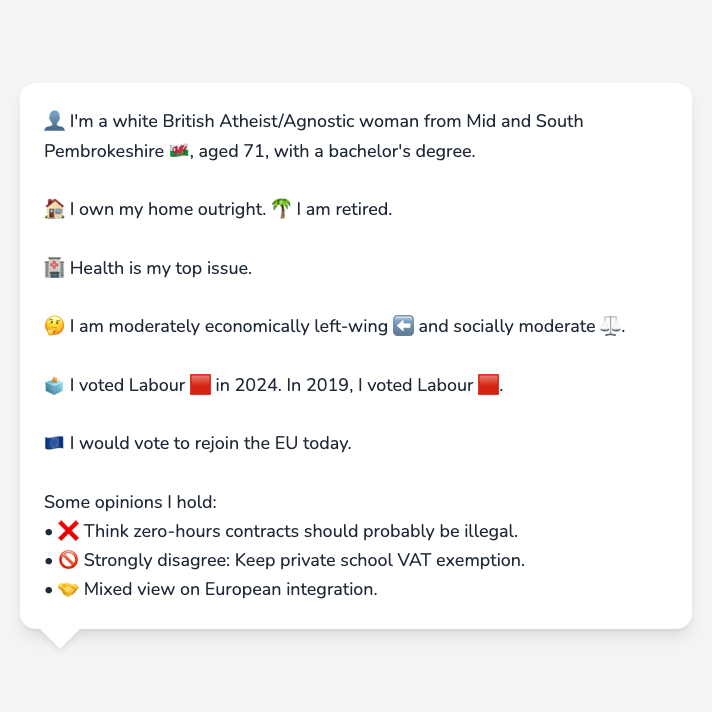 👤 I'm a white British Atheist/Agnostic woman from Mid and South
Pembrokeshire 🏴󠁧󠁢󠁷󠁬󠁳󠁿, aged 71, with a bachelor's degree.
🏠 I own my home outright. 🌴 I am retired.
🏥 Health is my top issue.
🤔 I am moderately economically left-wing ⬅️ and socially moderate ⚖️.
🗳️ I voted Labour 🟥 in 2024. In 2019, I voted Labour 🟥.
🇪🇺 I would vote to rejoin the EU today.
Some opinions I hold:
• ❌ Think zero-hours contracts should probably be illegal.
• 🚫 Strongly disagree: Keep private school VAT exemption.
• 🤝 Mixed view on European integration.